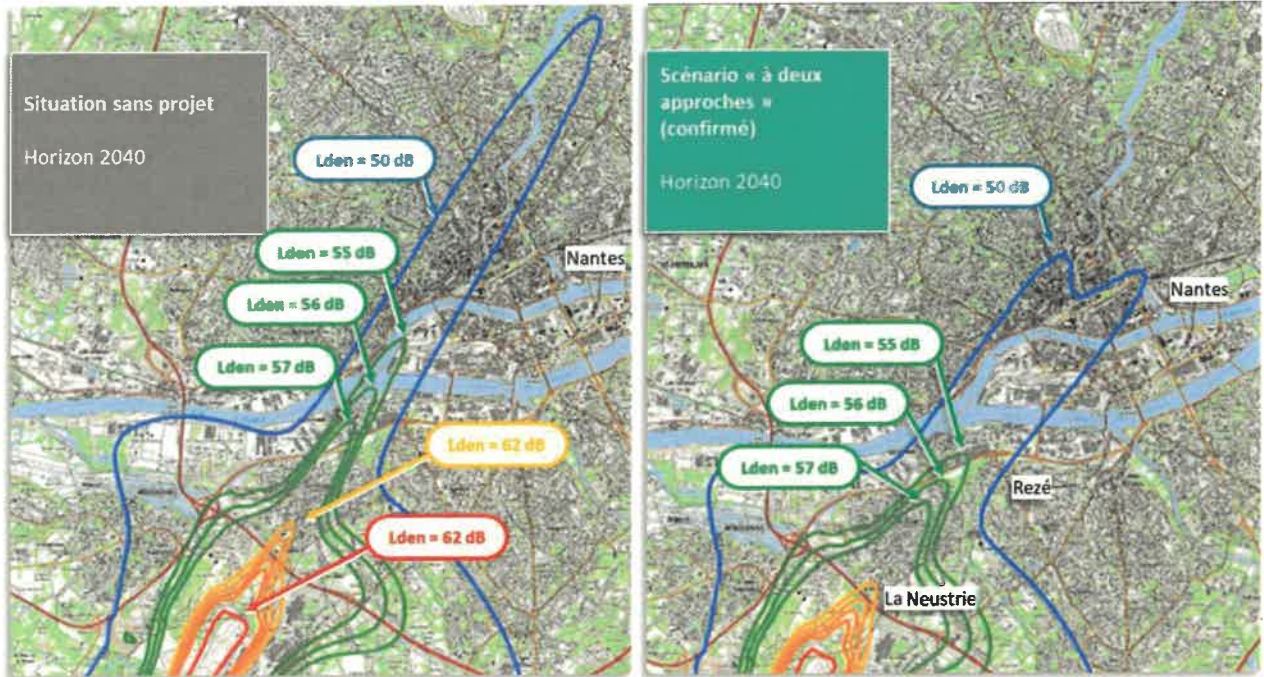 Situation sans projet
Horizon 2040
Lden = 50 dB
Lden = 55 dB
Nantes
Lden = 56 dB
Lden = 57 dB
Lden = 62 dB
Lden = 62 dB
Scénario « à deux
approches »
(confirmé)
Horizon 2040
Lden = 50 dB
Nantes
Lden = 55 dB
Lden = 56 dB
Lden = 57 dB
Rezé
La Neustrie